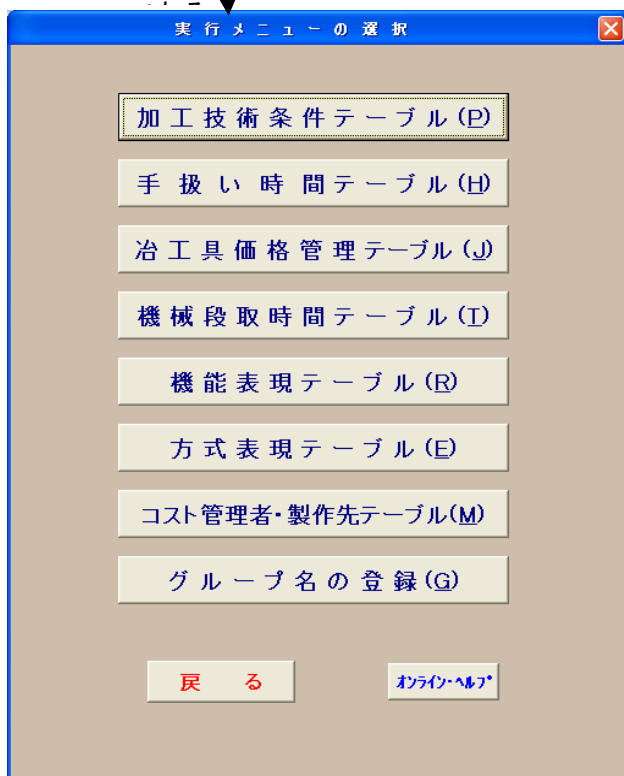 実行メニューの選択
加工技術条件テーブル(P)
手扱い時間テーブル(H)
冶工具価格管理テーブル(J)
機械段取時間テーブル(T)
機能表現テーブル(R)
方式表現テーブル(E)
コスト管理者・製作先テーブル(M)
グループ名の登録(G)
戻る
オンライン・ヘルプ